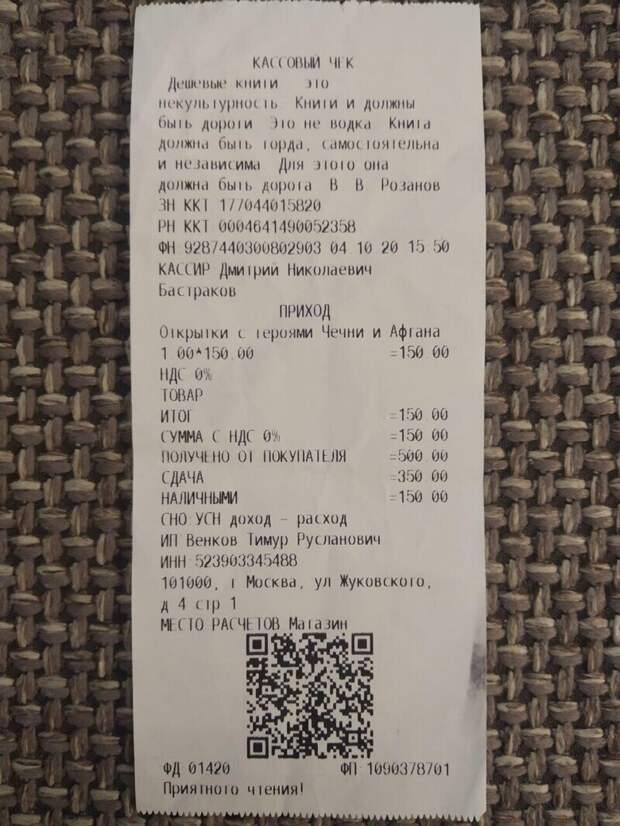 КАССОВЫЙ ЧЕК
Дешевые книги это
некультурность Книги и должны
быть дороги Это не водка Книга
должна быть горда, самостоятельна
и независима Для этого она
должна быть дорога В В Розанов
ЗН ККТ 177044015820
РН ККТ 0004641490052358
ФН 9287440300802903 04 10 20 15 50
КАССИР Дмитрий Николаевич
Бастраков
ПРИХОД
Открытки с героями Чечни и Афгана
1 00*150.00 =150 00
НДС 0%
ТОВАР
ИТОГ =150.00
СУММА С НДС 0% =150 00
ПОЛУЧЕНО ОТ ПОКУПАТЕЛЯ =500.00
СДАЧА =350.00
НАЛИЧНЫМИ =150 00
СНО УСН доход - расход
ИП Венков Тимур Русланович
ИНН 523903345488
101000, г Москва, ул Жуковского,
д 4 стр 1
МЕСТО РАСЧЕТОВ Магазин
ФД 01420 ФП 1090378701
Приятного чтения!